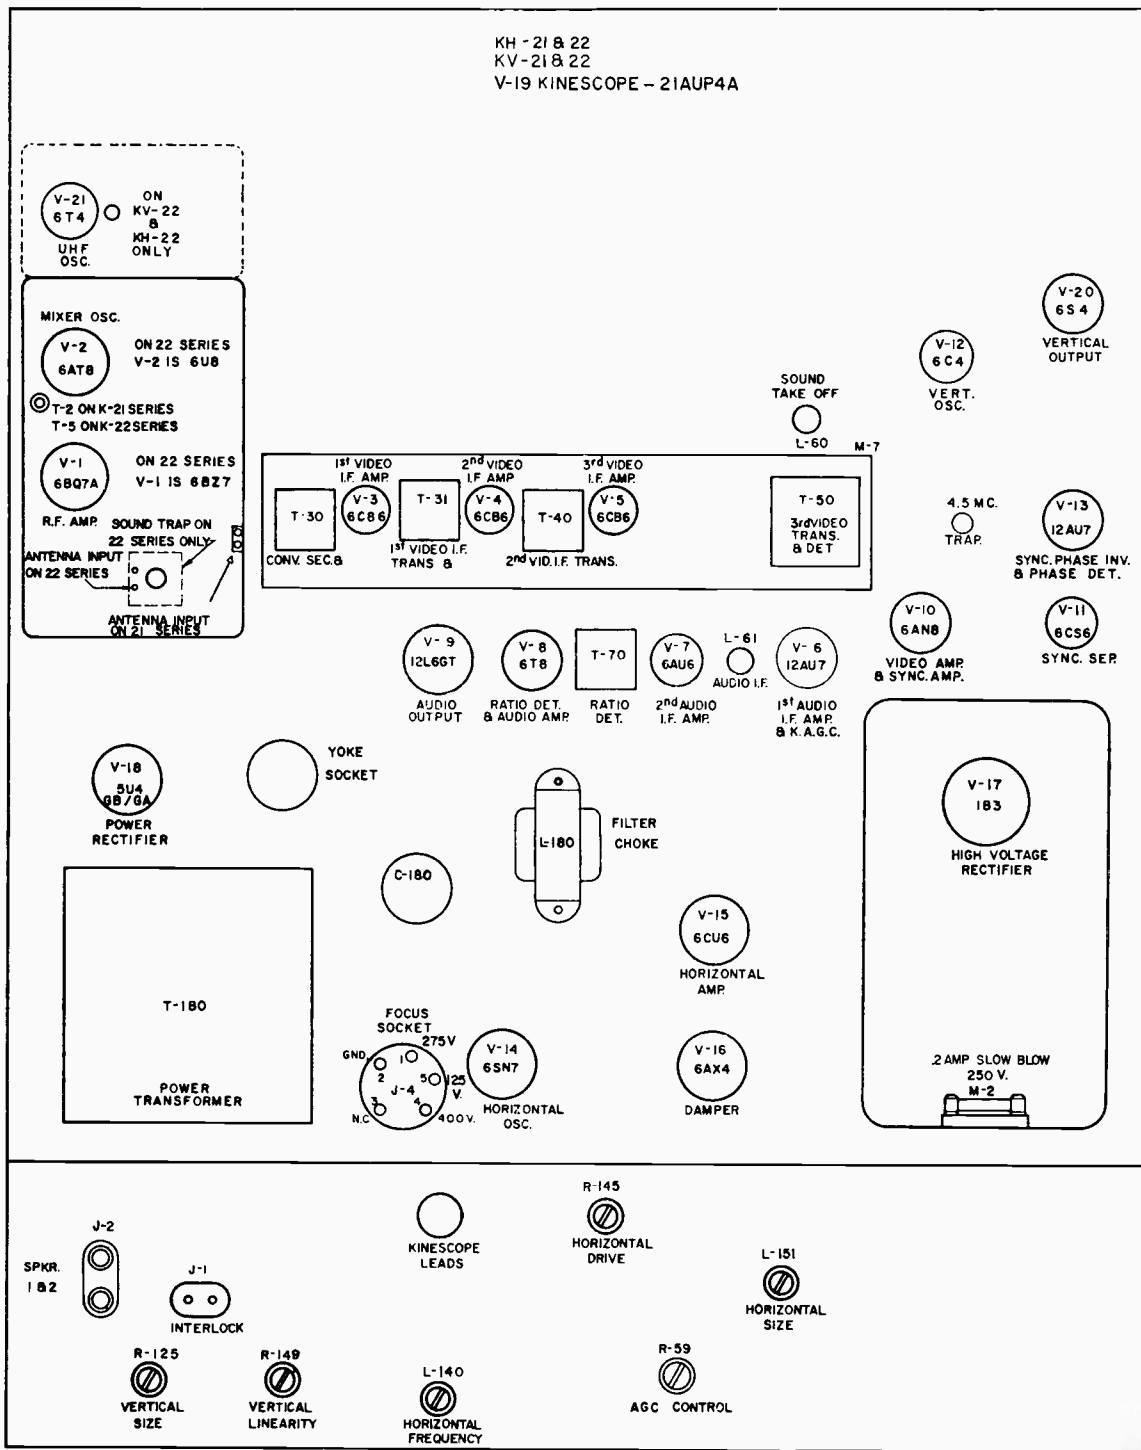 KH-21 & 22
KV-21 & 22
V-19 KINESCOPE - 21AUP4A
V-21
6T4
UHF
OSC.
ON
KV-22
&
KH-22
ONLY
MIXER OSC.
V-2
6AT8
ON 22 SERIES
V-2 IS 6U8
T-2 ON K-21 SERIES
T-5 ON K-22 SERIES
V-1
6BQ7A
R.F. AMP.
ON 22 SERIES
V-1 IS 6BZ7
SOUND TRAP ON
22 SERIES ONLY
ANTENNA INPUT
ON 22 SERIES
ANTENNA INPUT
ON 21 SERIES
V-20
6S4
VERTICAL
OUTPUT
V-12
6C4
VERT.
OSC.
SOUND
TAKE OFF
L-60
M-7
1st VIDEO
I.F. AMP.
2nd VIDEO
I.F. AMP
3rd VIDEO
I.F. AMP.
T-30
CONV. SEC. &
V-3
6CB6
T-31
1st VIDEO I.F.
TRANS &
V-4
6CB6
T-40
2nd VID. I.F. TRANS.
V-5
6CB6
T-50
3rd VIDEO
TRANS.
& DET
4.5 MC.
TRAP.
V-13
12AU7
SYNC. PHASE INV.
& PHASE DET.
V-10
6AN8
VIDEO AMP.
& SYNC. AMP.
V-11
6CS6
SYNC. SEP.
V-9
12L6GT
AUDIO
OUTPUT
V-8
6T8
RATIO DET.
& AUDIO AMP.
T-70
RATIO
DET.
V-7
6AU6
2nd AUDIO
I.F. AMP.
L-61
AUDIO I.F.
V-6
12AU7
1st AUDIO
I.F. AMP.
& K.A.G.C.
V-18
5U4
GB/GA
POWER
RECTIFIER
YOKE
SOCKET
L-180
FILTER
CHOKE
C-180
V-17
1B3
HIGH VOLTAGE
RECTIFIER
V-15
6CU6
HORIZONTAL
AMP.
T-180
POWER
TRANSFORMER
FOCUS
SOCKET
275V
GND.
1
2
5
125
V.
J-4
3
4
N.C
400V.
V-14
6SN7
HORIZONTAL
OSC.
V-16
6AX4
DAMPER
.2 AMP SLOW BLOW
250 V.
M-2
J-2
SPKR.
1 & 2
J-1
INTERLOCK
KINESCOPE
LEADS
R-145
HORIZONTAL
DRIVE
L-151
HORIZONTAL
SIZE
R-125
VERTICAL
SIZE
R-149
VERTICAL
LINEARITY
L-140
HORIZONTAL
FREQUENCY
R-59
AGC CONTROL